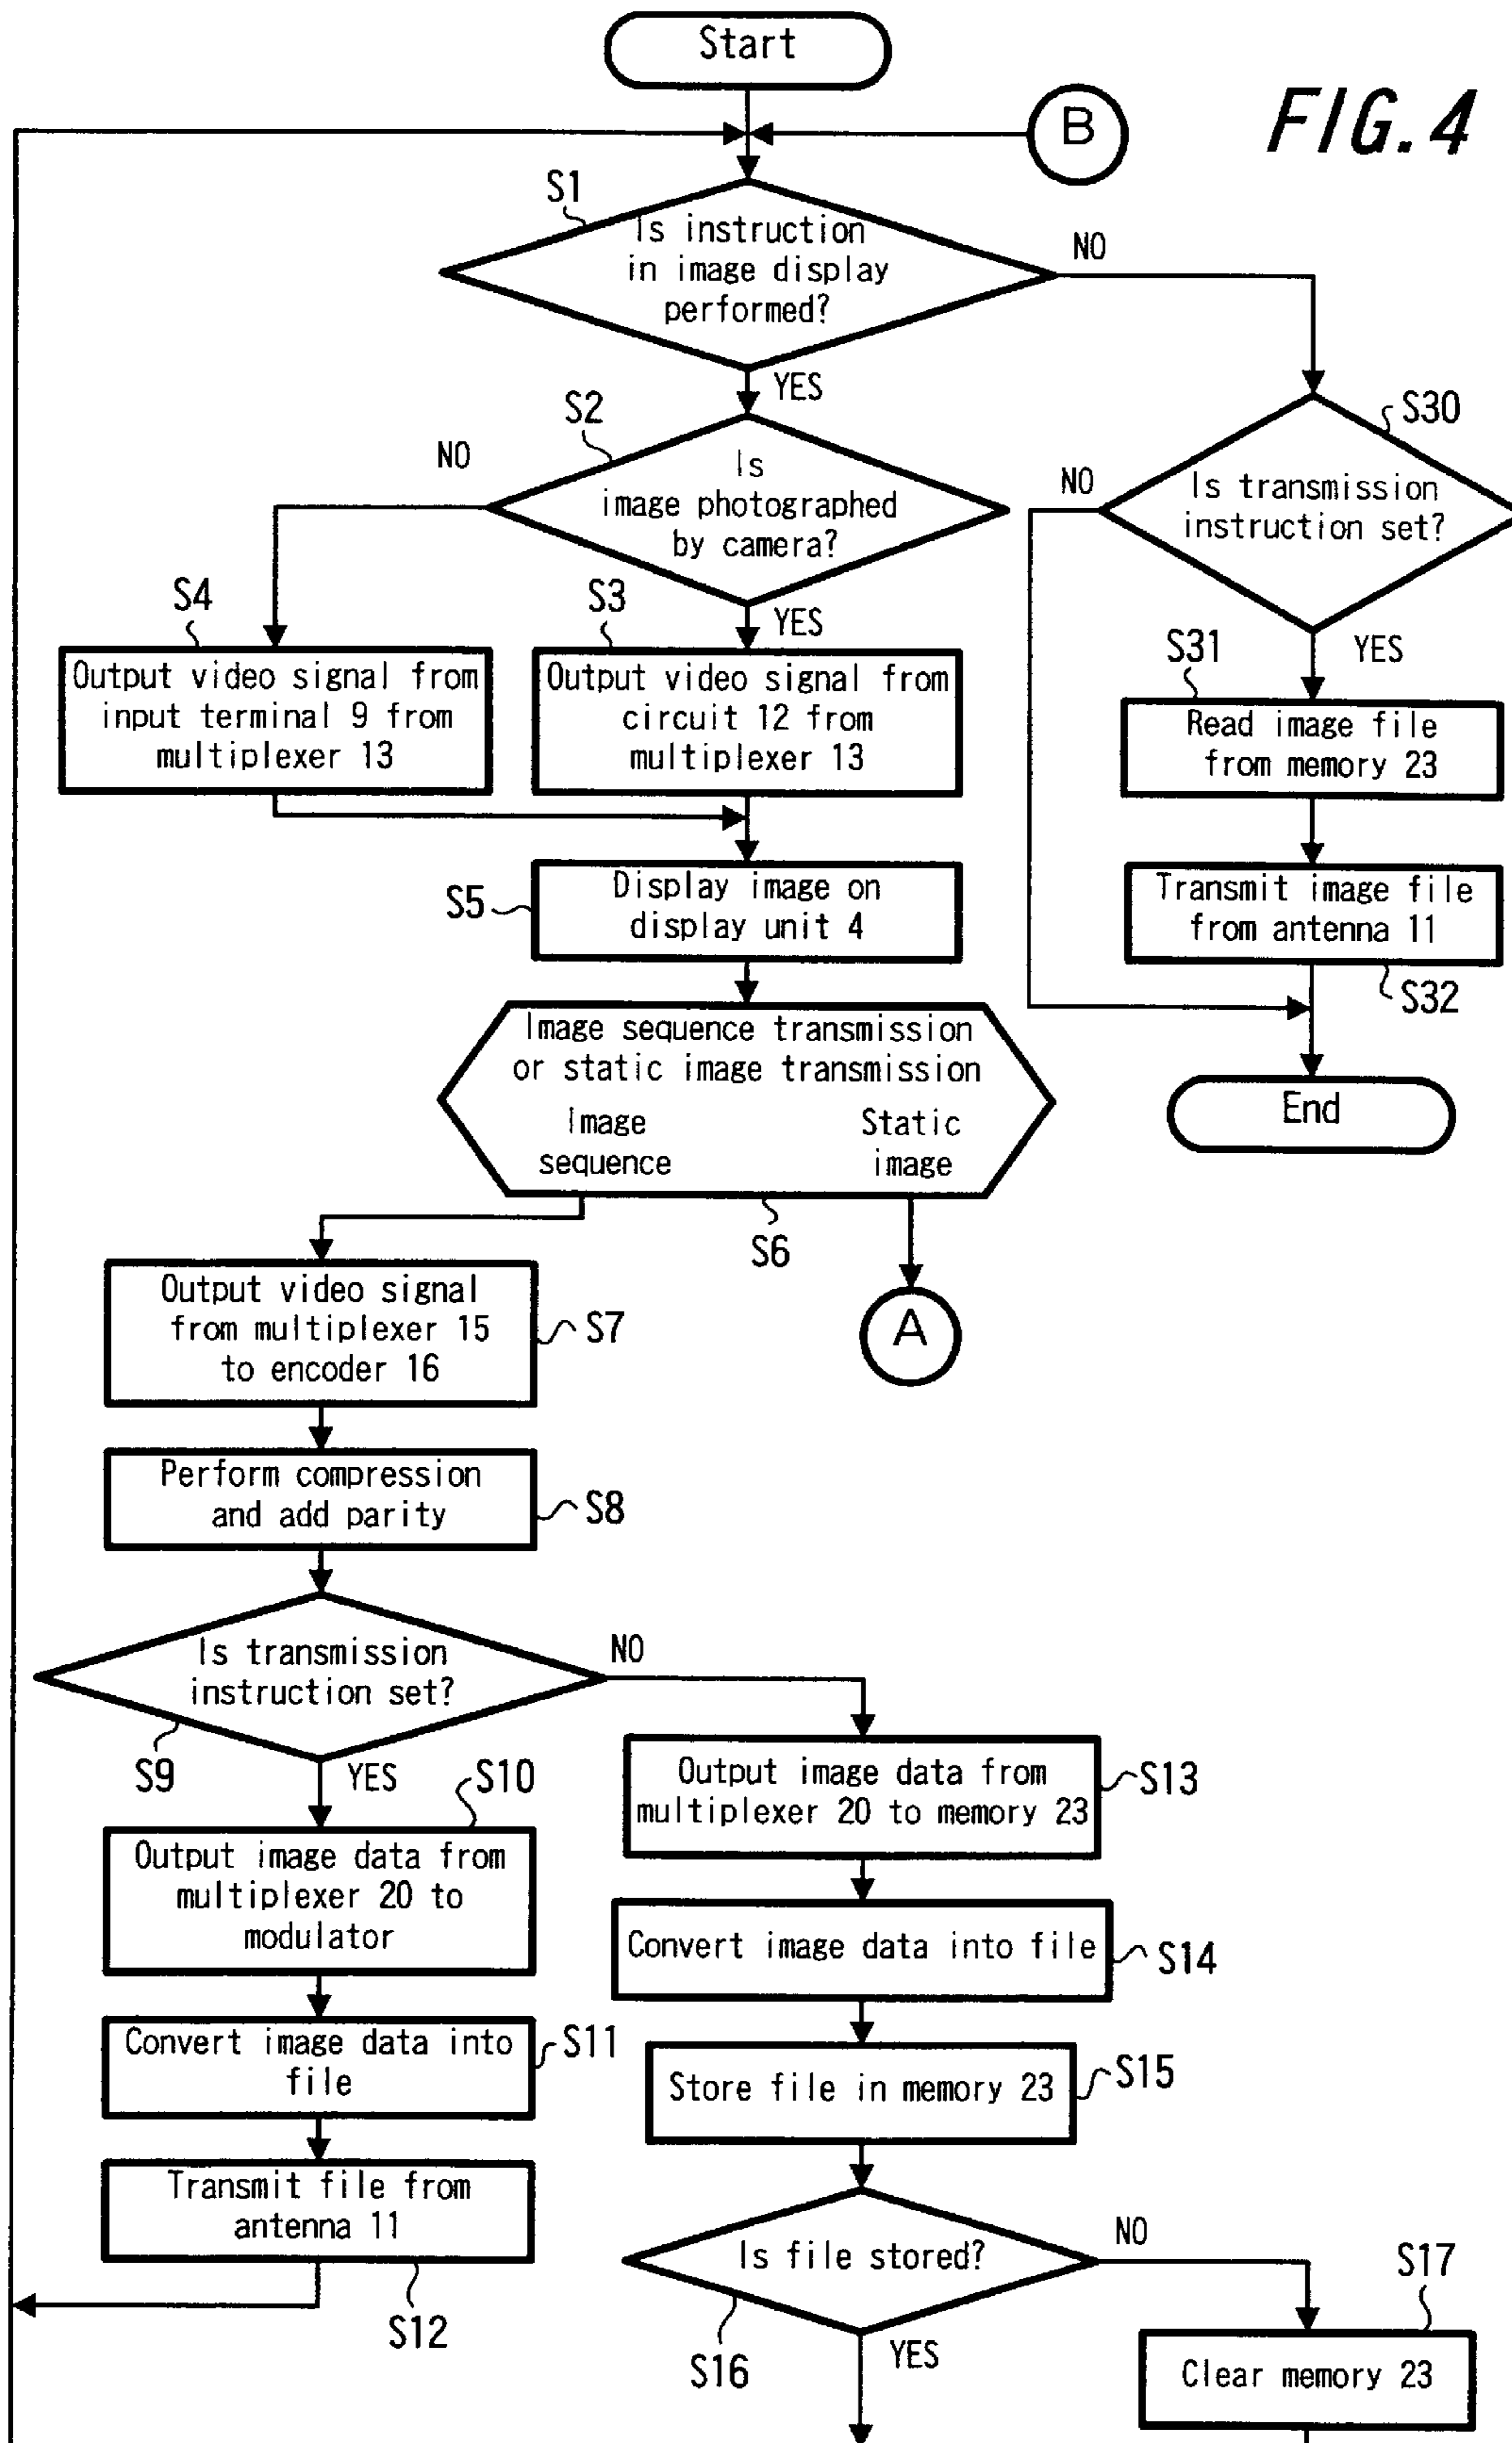 Start
B
FIG. 4
S1
Is instruction
in image display
performed?
NO
YES
S2
NO
Is
image photographed
by camera?
YES
S30
NO
Is transmission
instruction set?
YES
S4
Output video signal from
input terminal 9 from
multiplexer 13
S3
Output video signal from
circuit 12 from
multiplexer 13
S31
Read image file
from memory 23
S5
Display image on
display unit 4
Transmit image file
from antenna 11
S32
End
Image sequence transmission
or static image transmission
Image
sequence
Static
image
S6
A
Output video signal
from multiplexer 15
to encoder 16
S7
Perform compression
and add parity
S8
Is transmission
instruction set?
NO
S9
YES
S10
Output image data from
multiplexer 20 to
modulator
Output image data from
multiplexer 20 to memory 23
S13
Convert image data into file
S14
Convert image data into
file
S11
Store file in memory 23
S15
Transmit file from
antenna 11
S12
Is file stored?
NO
S16
YES
S17
Clear memory 23